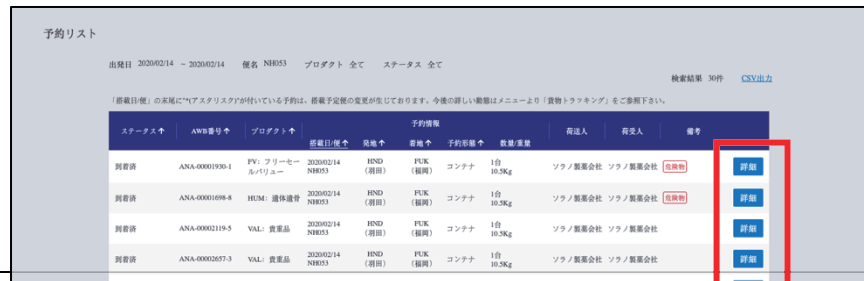 予約リスト
出発日 2020/02/14 ~ 2020/02/14 便名 NH053 プロダクト 全て ステータス 全て
検索結果 30件 CSV出力
「搭載日/便」の末尾に"*(アスタリスク)"が付いている予約は、搭載予定便の変更が生じております。今後の詳しい動態はメニューより「貨物トラッキング」をご参照下さい。
予約情報
ステータス↑ AWB番号↑ プロダクト↑ 荷送人 荷受人 備考
搭載日/便↑ 発地↑ 着地↑ 予約形態↑ 数量/重量
到着済 ANA-00001930-1 PV: フリーセー 2020/02/14 HND FUK コンテナ 1台 ソラノ製薬会社 ソラノ製薬会社 危険物 詳細
ルバリュー NH053 (羽田) (福岡) 10.5Kg
到着済 ANA-00001698-8 HUM: 遺体遺骨 2020/02/14 HND FUK コンテナ 1台 ソラノ製薬会社 ソラノ製薬会社 危険物 詳細
NH053 (羽田) (福岡) 10.5Kg
到着済 ANA-00002119-5 VAL: 貴重品 2020/02/14 HND FUK コンテナ 1台 ソラノ製薬会社 ソラノ製薬会社 詳細
NH053 (羽田) (福岡) 10.5Kg
到着済 ANA-00002657-3 VAL: 貴重品 2020/02/14 HND FUK コンテナ 1台 ソラノ製薬会社 ソラノ製薬会社 詳細
NH053 (羽田) (福岡) 10.5Kg